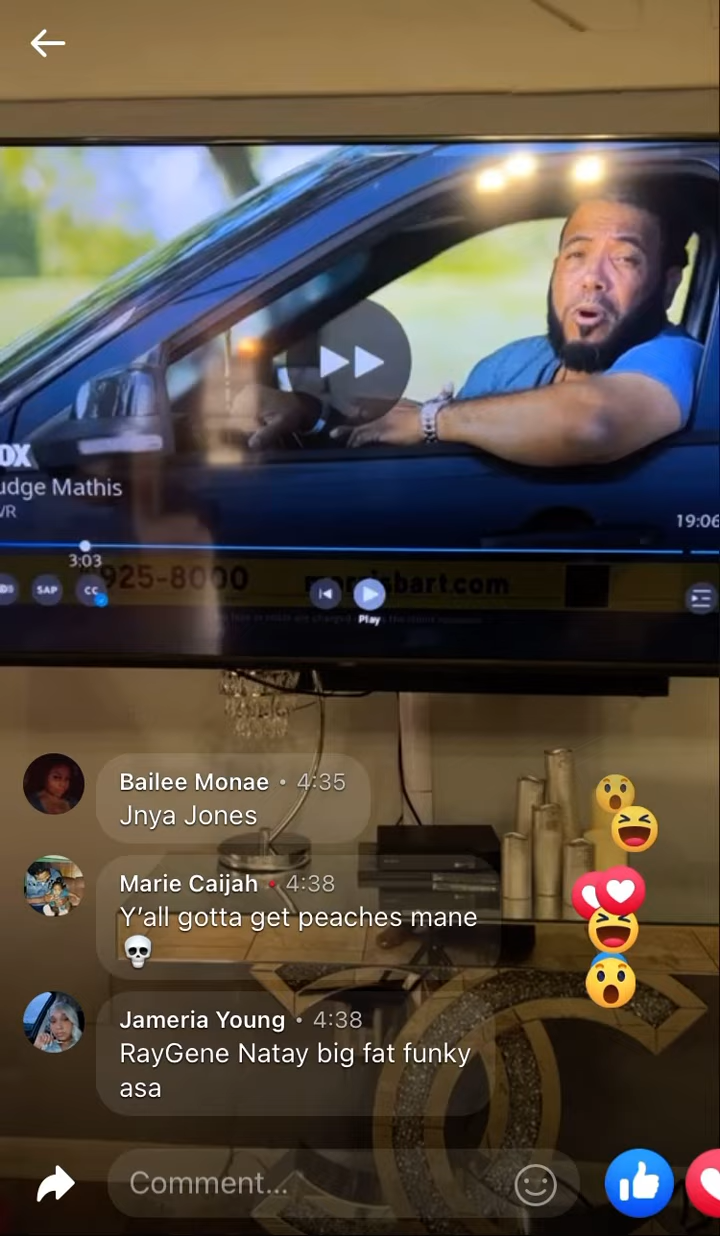 OX
udge Mathis
VR
19:06
3:03
SAP
CC
925-8000
bart.com
Play
Bailee Monae • 4:35
Jnya Jones
Marie Caijah • 4:38
Y'all gotta get peaches mane
💀
Jameria Young • 4:38
RayGene Natay big fat funky
asa
Comment...